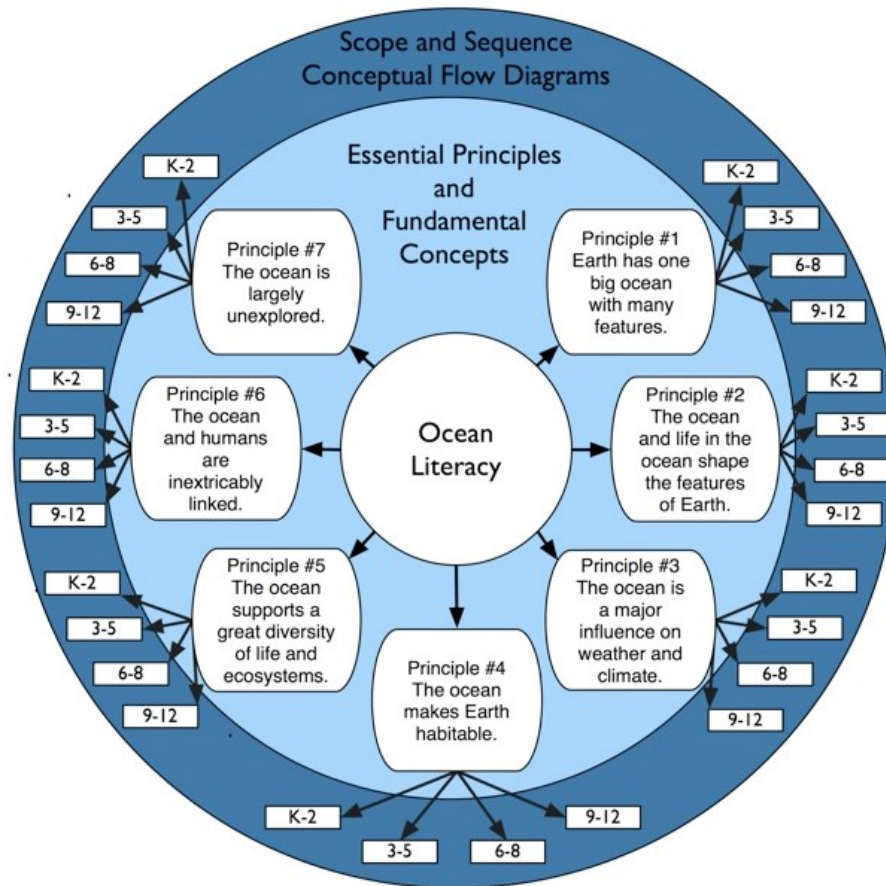 Scope and Sequence
Conceptual Flow Diagrams
Essential Principles
and
Fundamental
Concepts
Ocean
Literacy
Principle #1
Earth has one
big ocean
with many
features.
K-2
3-5
6-8
9-12
Principle #2
The ocean
and life in the
ocean shape
the features
of Earth.
K-2
3-5
6-8
9-12
Principle #3
The ocean is
a major
influence on
weather and
climate.
K-2
3-5
6-8
9-12
Principle #4
The ocean
makes Earth
habitable.
K-2
3-5
6-8
9-12
Principle #5
The ocean
supports a
great diversity
of life and
ecosystems.
K-2
3-5
6-8
9-12
Principle #6
The ocean
and humans
are
inextricably
linked.
K-2
3-5
6-8
9-12
Principle #7
The ocean is
largely
unexplored.
K-2
3-5
6-8
9-12